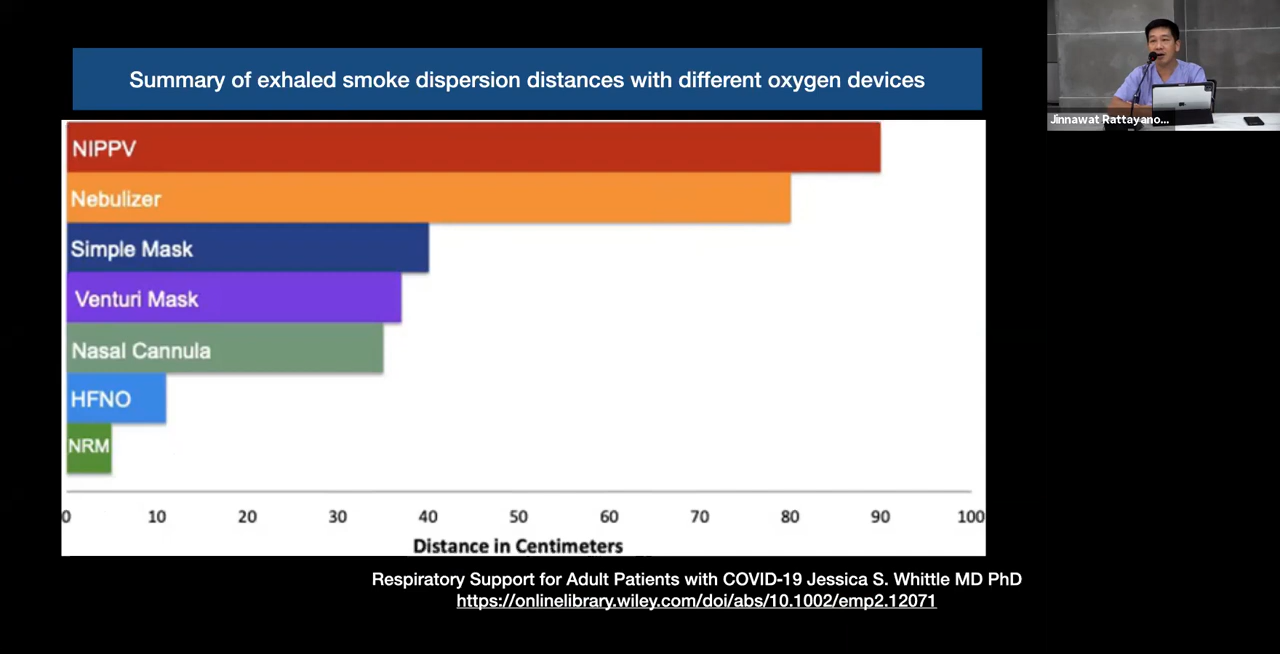 Summary of exhaled smoke dispersion distances with different oxygen devices
Jinnawat Rattayano...
NIPPV
Nebulizer
Simple Mask
Venturi Mask
Nasal Cannula
HFNO
NRM
0 10 20 30 40 50 60 70 80 90 100
Distance in Centimeters
Respiratory Support for Adult Patients with COVID-19 Jessica S. Whittle MD PhD
https://onlinelibrary.wiley.com/doi/abs/10.1002/emp2.12071